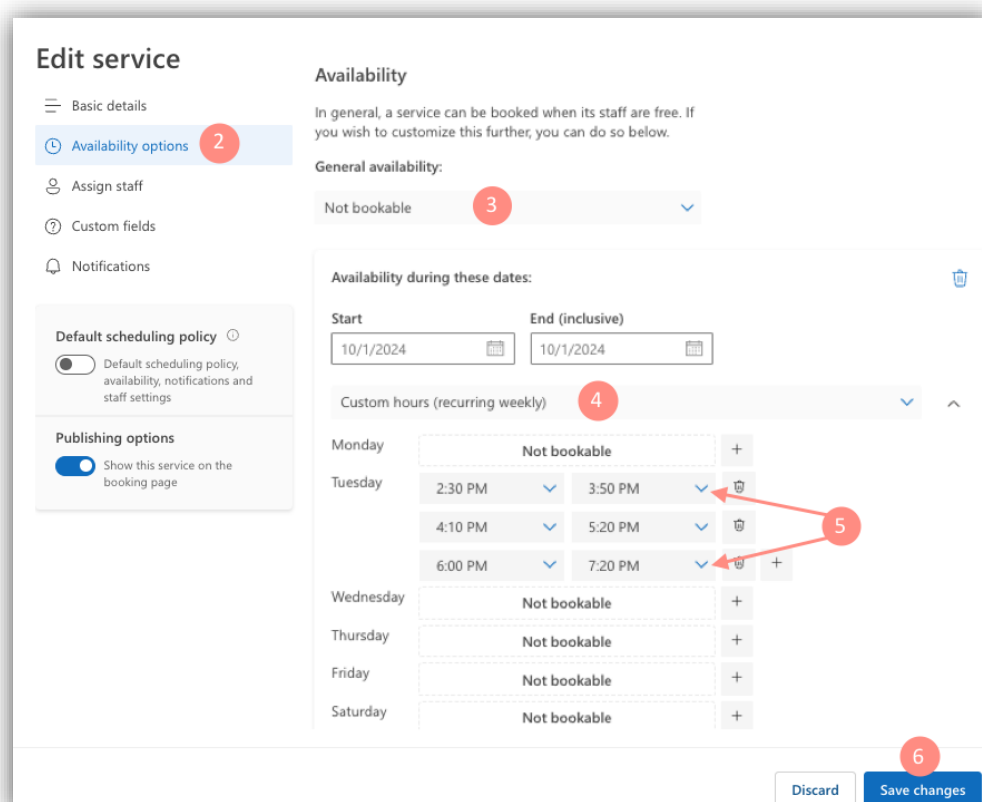 Edit service
Basic details
Availability options
2
Assign staff
Custom fields
Notifications
Default scheduling policy
Default scheduling policy,
availability, notifications and
staff settings
Publishing options
Show this service on the
booking page
Availability
In general, a service can be booked when its staff are free. If
you wish to customize this further, you can do so below.
General availability:
Not bookable
3
Availability during these dates:
Start End (inclusive)
10/1/2024 10/1/2024
Custom hours (recurring weekly)
4
Monday Not bookable +
Tuesday 2:30 PM 3:50 PM
4:10 PM 5:20 PM
5
6:00 PM 7:20 PM +
Wednesday Not bookable +
Thursday Not bookable +
Friday Not bookable +
Saturday Not bookable +
6
Discard Save changes